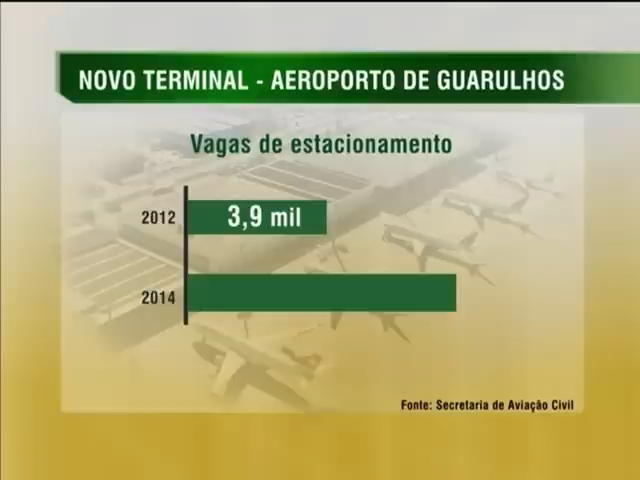 NOVO TERMINAL - AEROPORTO DE GUARULHOS
Vagas de estacionamento
2012 3,9 mil
2014
Fonte: Secretaria de Aviação Civil